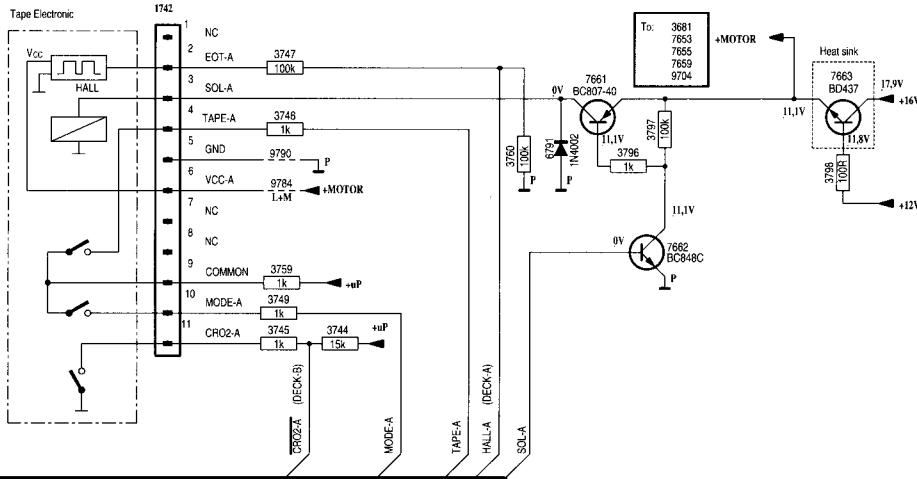 Tape Electronic
1742
1
NC
2
EOT-A
3747
100k
3
SOL-A
4
TAPE-A
3746
1k
5
GND
9790
P
6
VCC-A
9784
L+M
+MOTOR
7
NC
8
NC
9
COMMON
3759
1k
+uP
10
MODE-A
3749
1k
11
CRO2-A
3745
1k
3744
15k
+uP
VCC
HALL
To:
3681
7653
7655
7659
9704
+MOTOR
Heat sink
7663
BD437
17,9V
+16V
11,1V
11,8V
3798
100R
+12V
0V
7661
BC807-40
11,1V
3797
100k
3796
1k
3760
100k
P
6791
1N4002
P
11,1V
0V
7662
BC848C
P
CRO2-A (DECK-B)
MODE-A
TAPE-A
HALL-A (DECK-A)
SOL-A